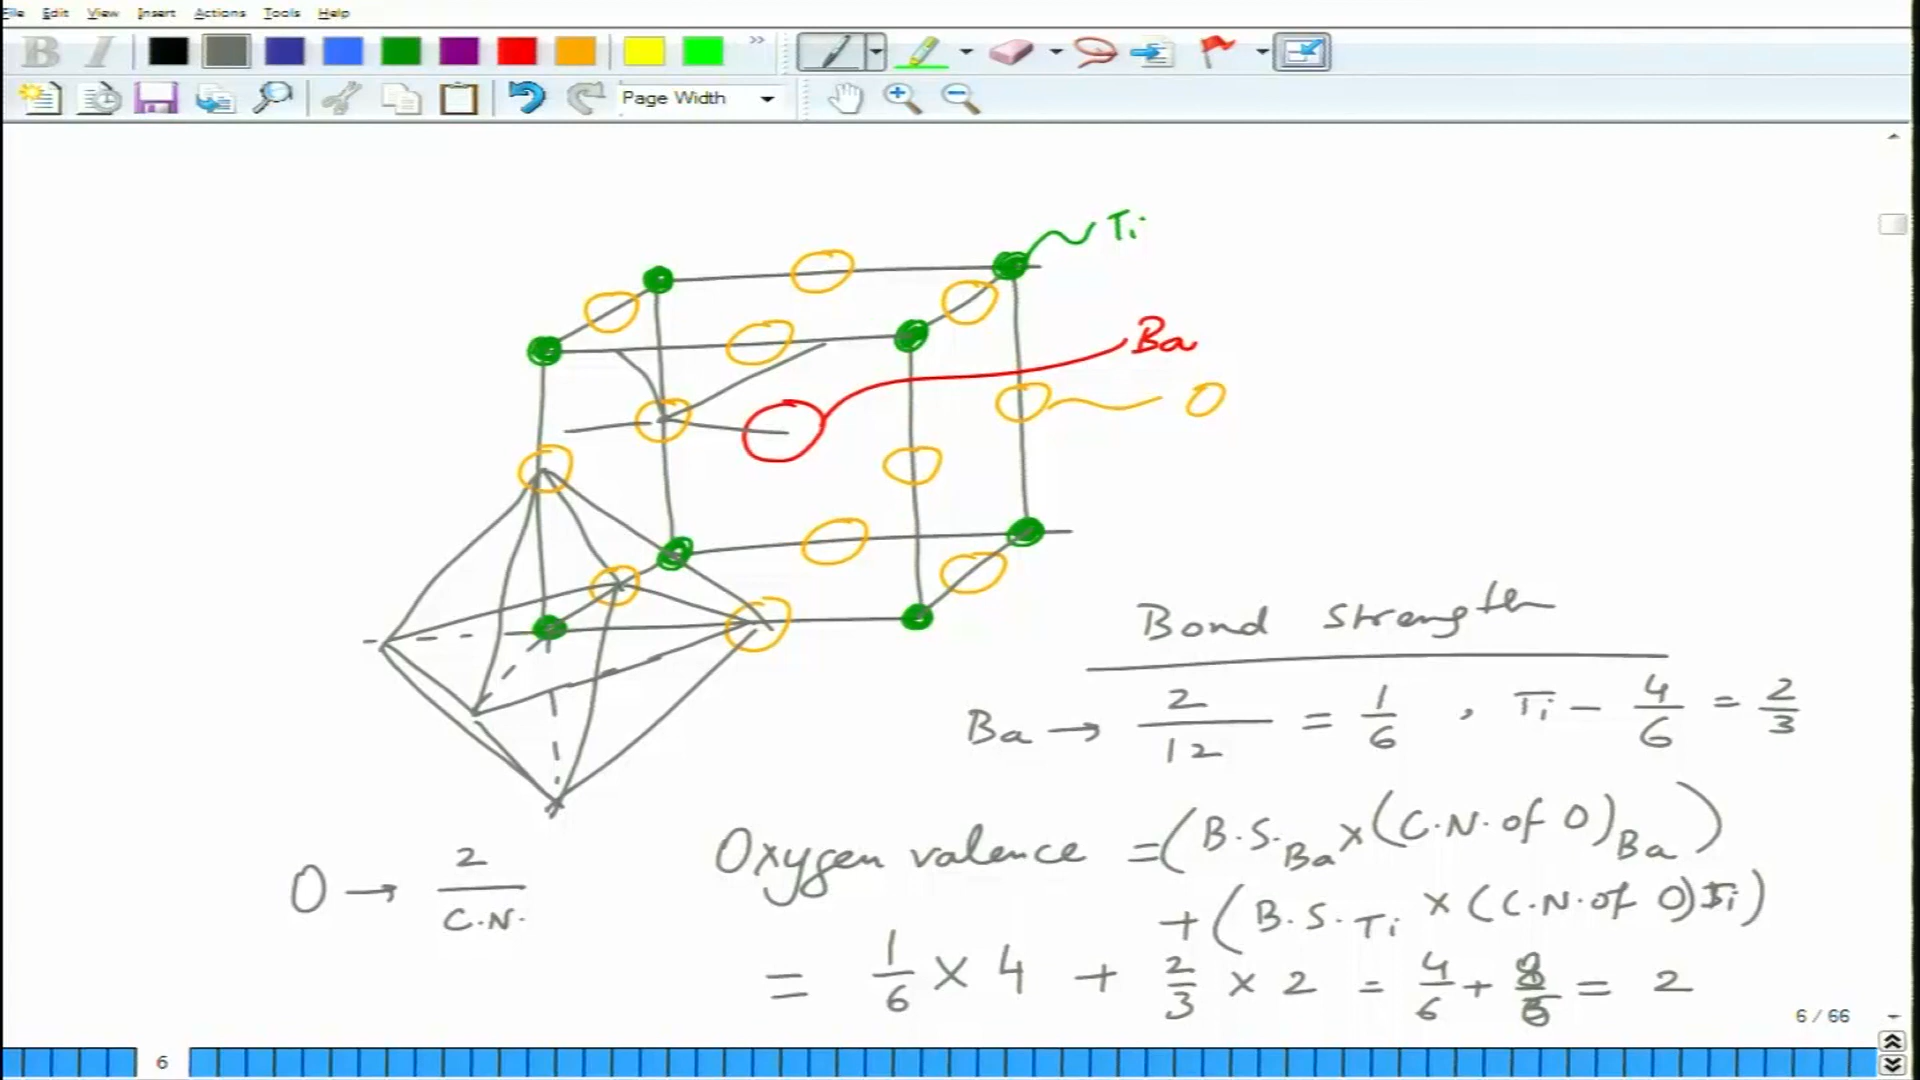 File Edit View Insert Actions Tools Help
B I Page Width
Ti
Ba
O
Bond Strength
Ba → 2/12 = 1/6 , Ti - 4/6 = 2/3
O → 2/C.N.
Oxygen valence = (B.S.Ba × (C.N. of O)Ba)
+ (B.S.Ti × (C.N. of O)Ti)
= 1/6 × 4 + 2/3 × 2 = 4/6 + 8/6 = 2
6 / 66
6